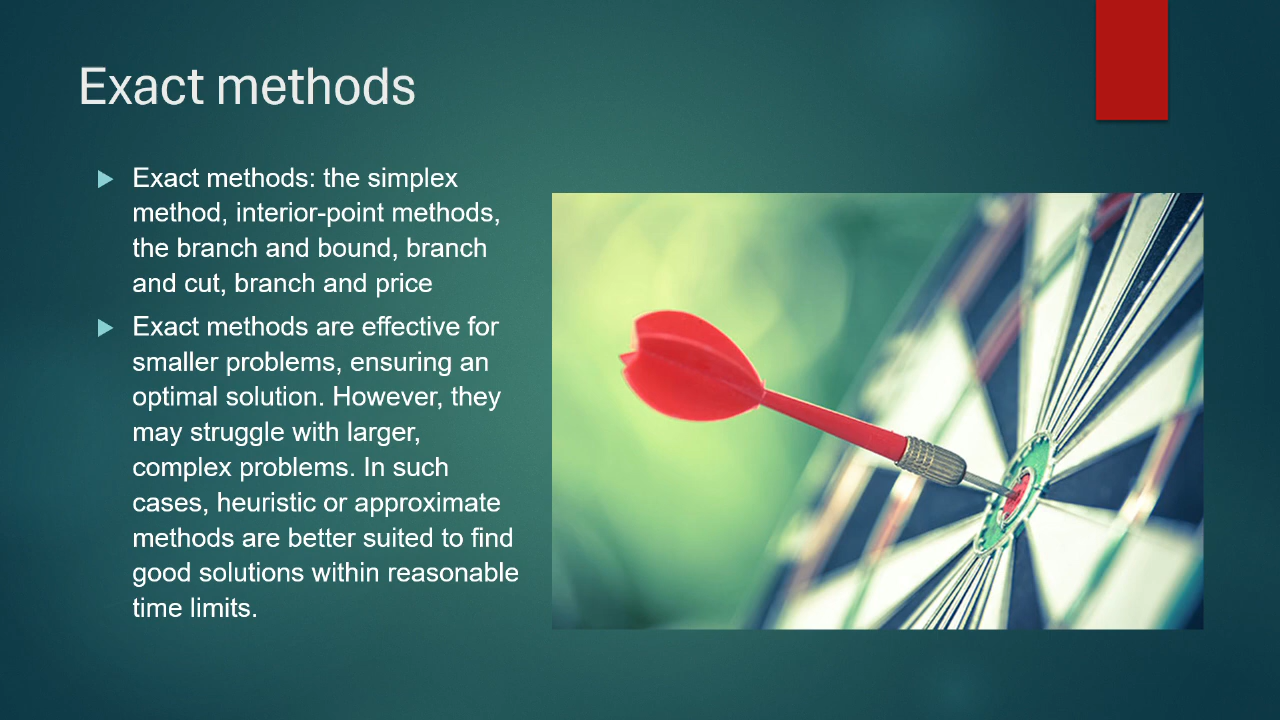 Exact methods
Exact methods: the simplex
method, interior-point methods,
the branch and bound, branch
and cut, branch and price
Exact methods are effective for
smaller problems, ensuring an
optimal solution. However, they
may struggle with larger,
complex problems. In such
cases, heuristic or approximate
methods are better suited to find
good solutions within reasonable
time limits.